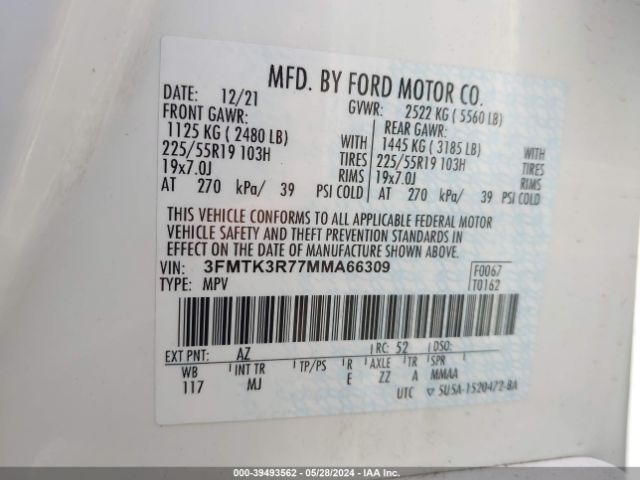 MFD. BY FORD MOTOR CO.
DATE: 12/21 GVWR: 2522 KG ( 5560 LB)
FRONT GAWR: REAR GAWR:
1125 KG ( 2480 LB) WITH 1445 KG ( 3185 LB) WITH
225/55R19 103H TIRES 225/55R19 103H TIRES
19x7.0J RIMS 19x7.0J RIMS
AT 270 kPa/ 39 PSI COLD AT 270 kPa/ 39 PSI COLD
THIS VEHICLE CONFORMS TO ALL APPLICABLE FEDERAL MOTOR
VEHICLE SAFETY AND THEFT PREVENTION STANDARDS IN
EFFECT ON THE DATE OF MANUFACTURE SHOWN ABOVE.
VIN: 3FMTK3R77MMA66309 F0067
TYPE: MPV T0162
EXT PNT: AZ RC: 52 DSO:
WB INT TR TP/PS R AXLE TR SPR
117 MJ E ZZ A MMAA
UTC ▽ 5U5A-1520472-BA
000-39493562 - 05/28/2024 - IAA Inc.